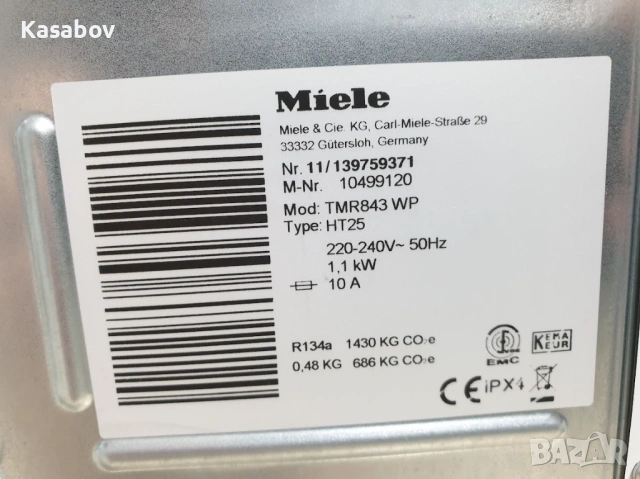 Kasabov
Miele
Miele & Cie. KG, Carl-Miele-Straße 29
33332 Gütersloh, Germany
Nr. 11/139759371
M-Nr. 10499120
Mod: TMR843 WP
Type: HT25
220-240V~ 50Hz
1,1 kW
10 A
R134a 1430 KG CO₂e
0,48 KG 686 KG CO₂e
EMC
KEMA
KEUR
CE IPX4
BAZAR